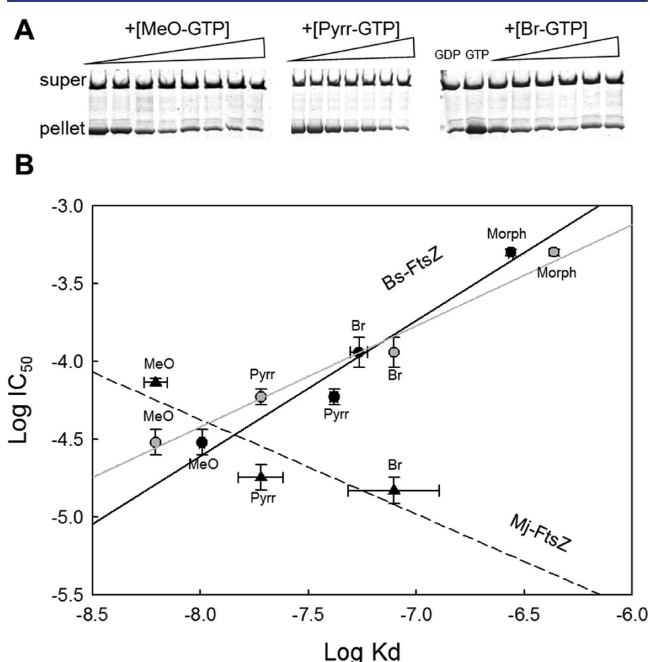 A
+[MeO-GTP]
+[Pyrr-GTP]
+[Br-GTP]
GDP GTP
super
pellet
B
-3.0
-3.5
-4.0
-4.5
-5.0
-5.5
Log IC50
Morph
Morph
Bs-FtsZ
Br
Br
MeO
Pyrr
Pyrr
MeO
MeO
Pyrr
Br
Mj-FtsZ
-8.5 -8.0 -7.5 -7.0 -6.5 -6.0
Log Kd